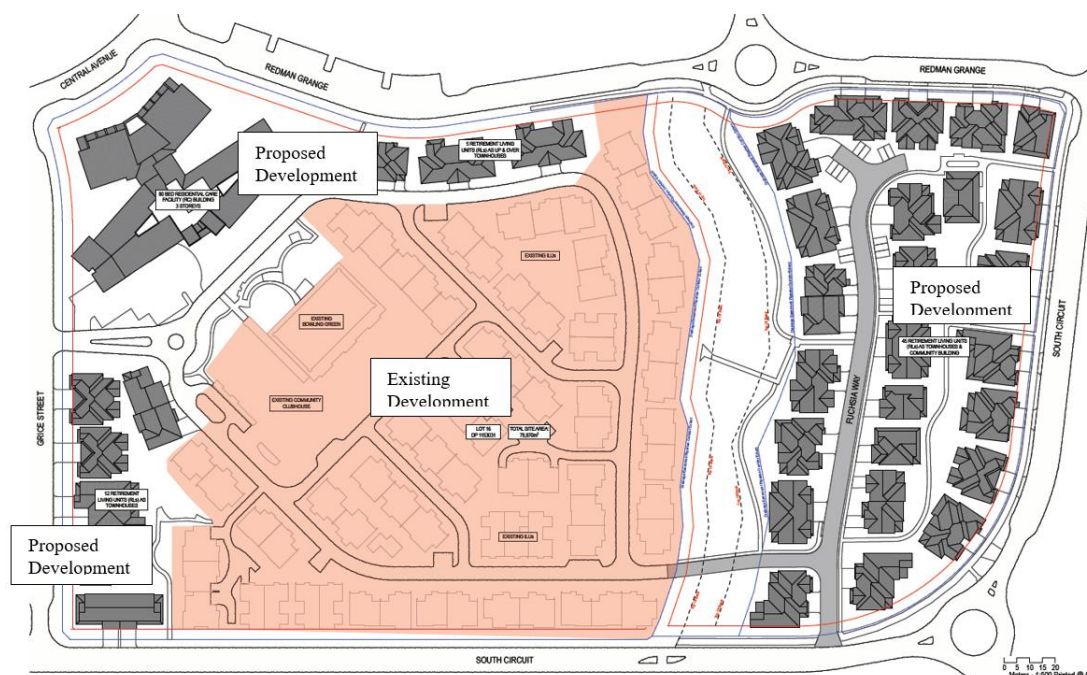 CENTRAL AVENUE
REDMAN GRANGE
REDMAN GRANGE
Proposed
Development
5 RETIREMENT LIVING
UNITS (RLs) AS UP & OVER
TOWNHOUSES
80 BED RESIDENTIAL CARE
FACILITY (RC) BUILDING
3 STOREYS
EXISTING ILUs
EXISTING
BOWLING GREEN
Proposed
Development
45 RETIREMENT LIVING
UNITS (RLs) AS TOWNHOUSES &
COMMUNITY BUILDING
SOUTH CIRCUIT
Existing
Development
EXISTING COMMUNITY
CLUBHOUSE
LOT 16
TOTAL SITE AREA
GRICE STREET
FUCHSIA WAY
12 RETIREMENT
LIVING UNITS (RLs) AS
TOWNHOUSES
EXISTING ILUs
Proposed
Development
SOUTH CIRCUIT
0 5 10 15 20